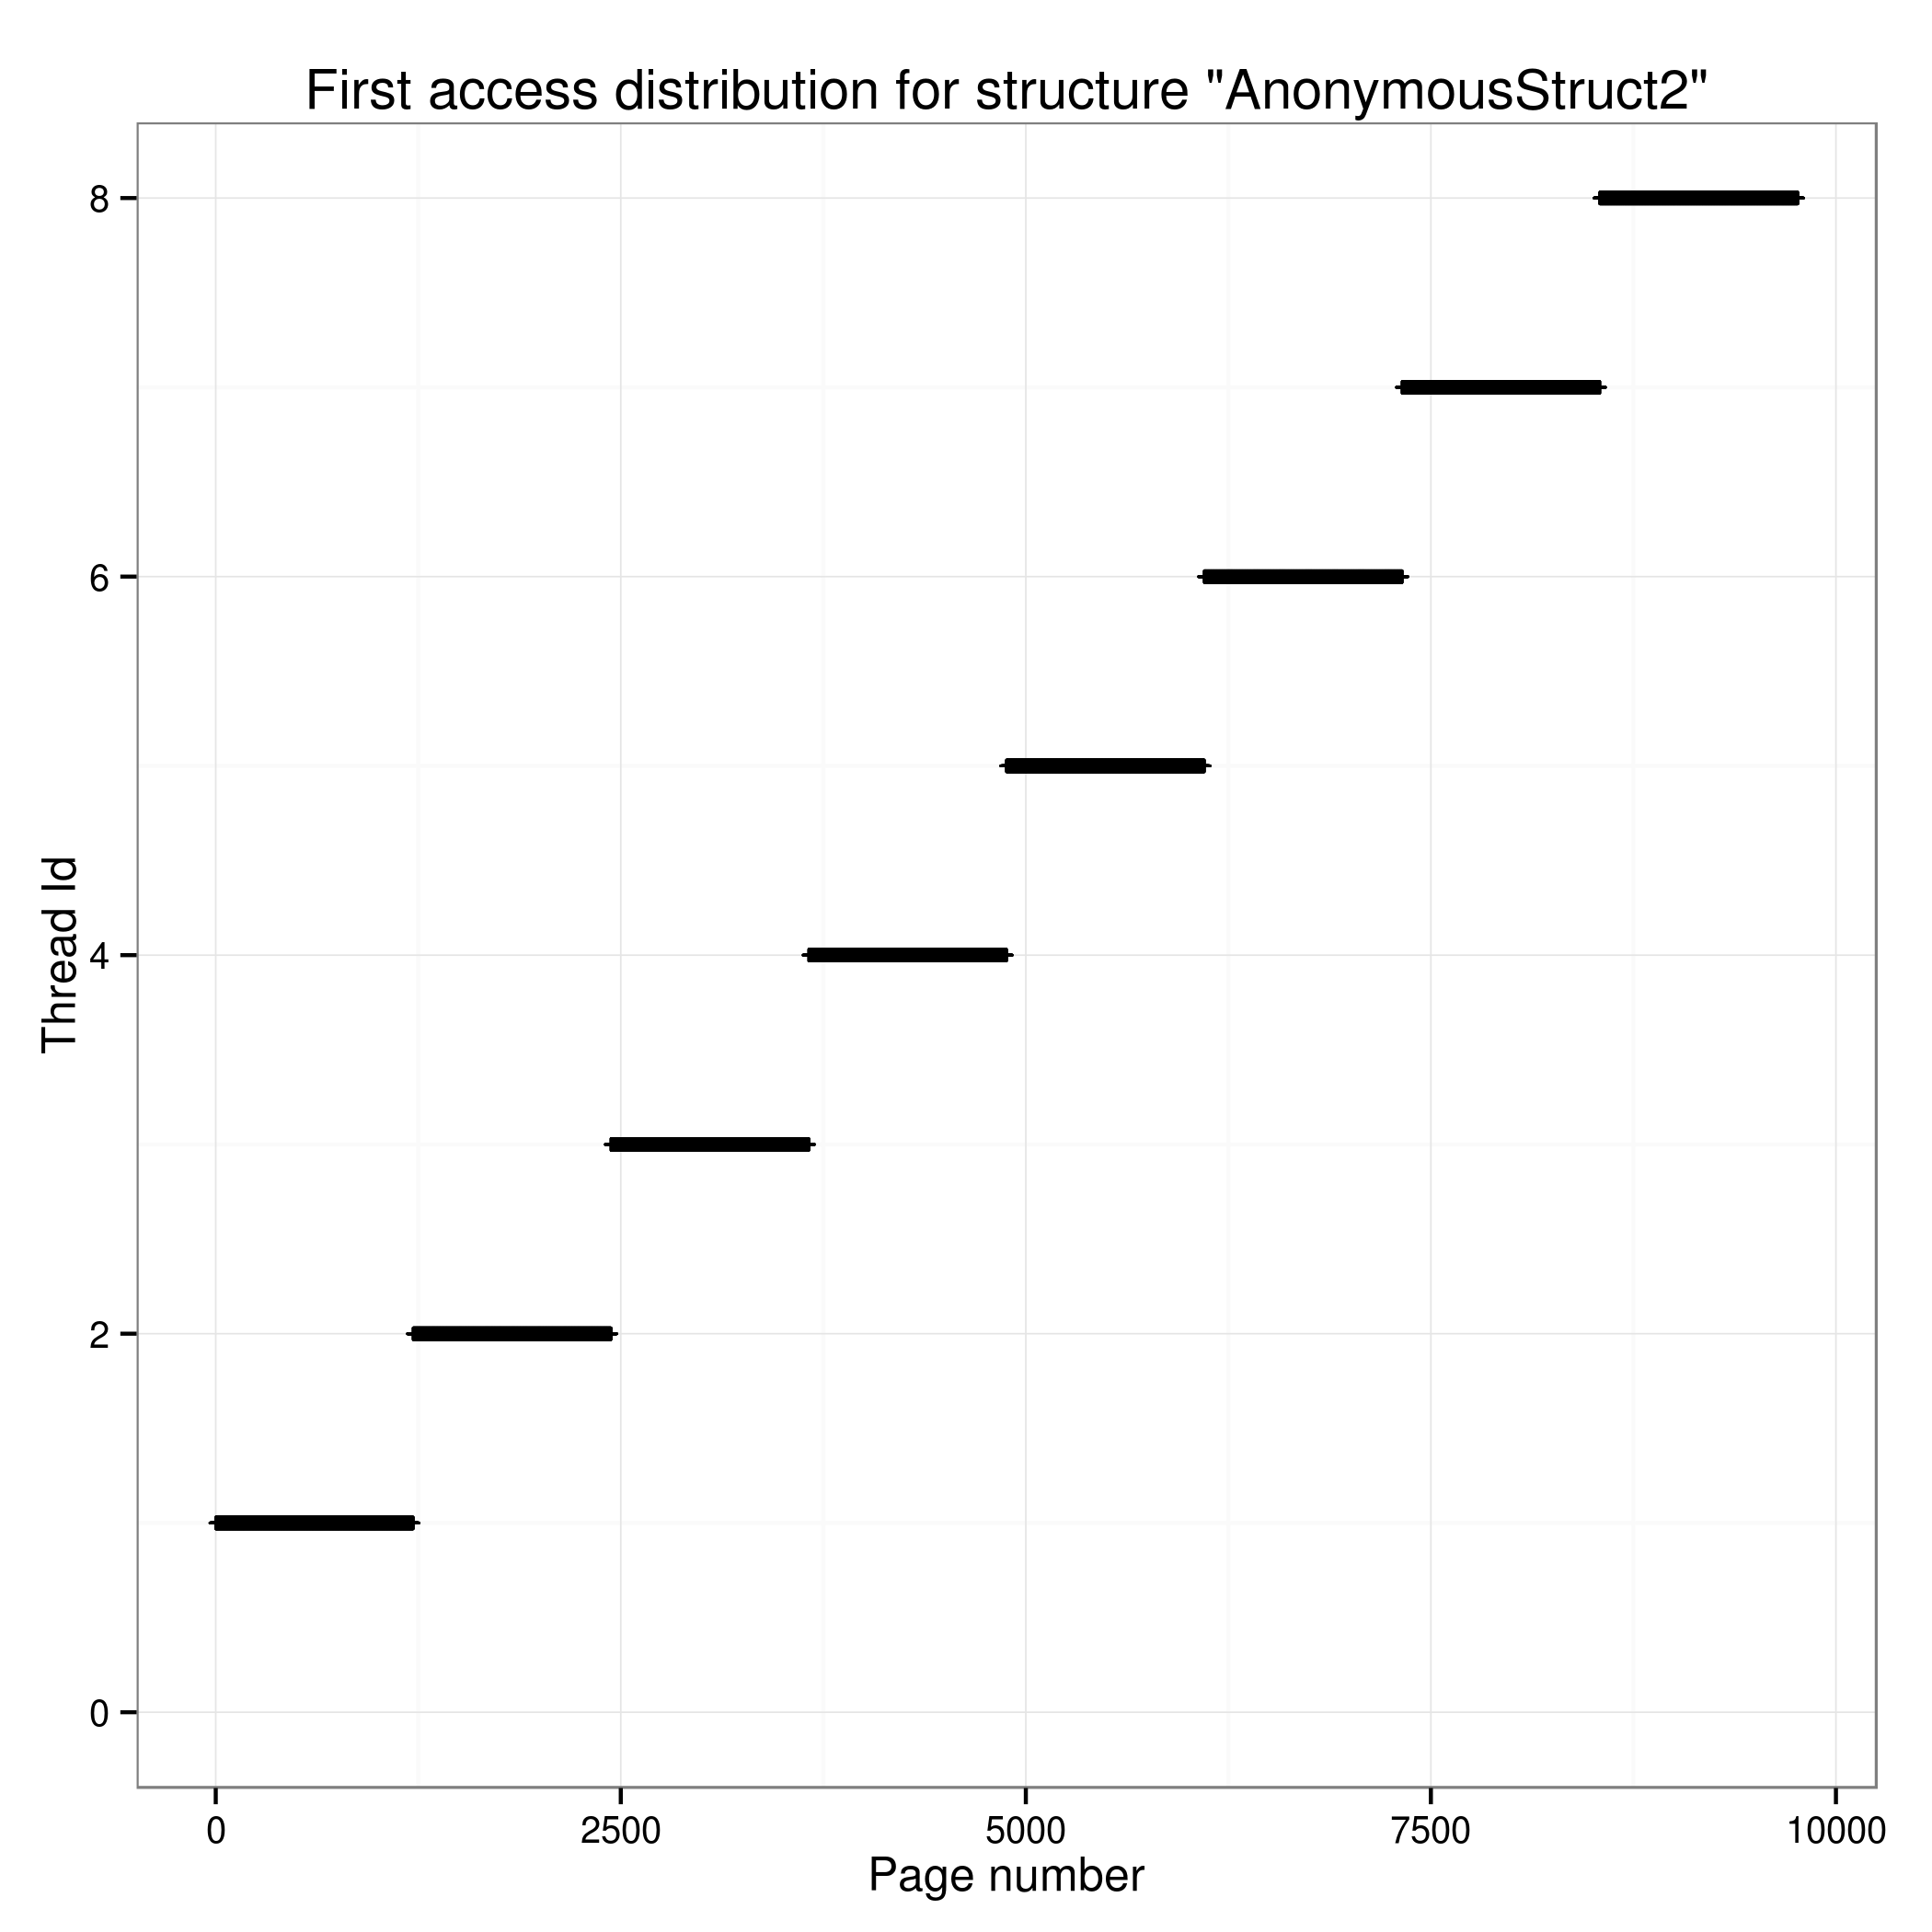 First access distribution for structure "AnonymousStruct2"
8
6
4
2
0
Thread Id
0 2500 5000 7500 10000
Page number